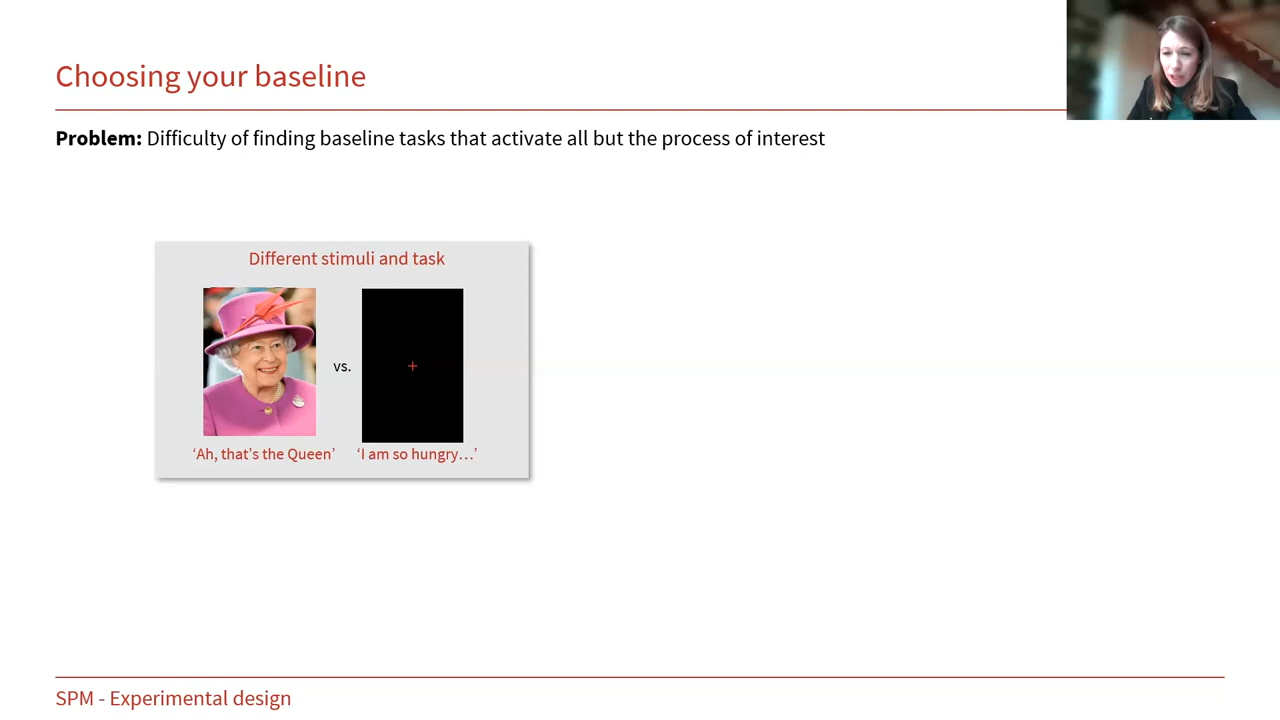 Choosing your baseline
Problem: Difficulty of finding baseline tasks that activate all but the process of interest
Different stimuli and task
vs.
+
‘Ah, that’s the Queen’ ‘I am so hungry…’
SPM - Experimental design